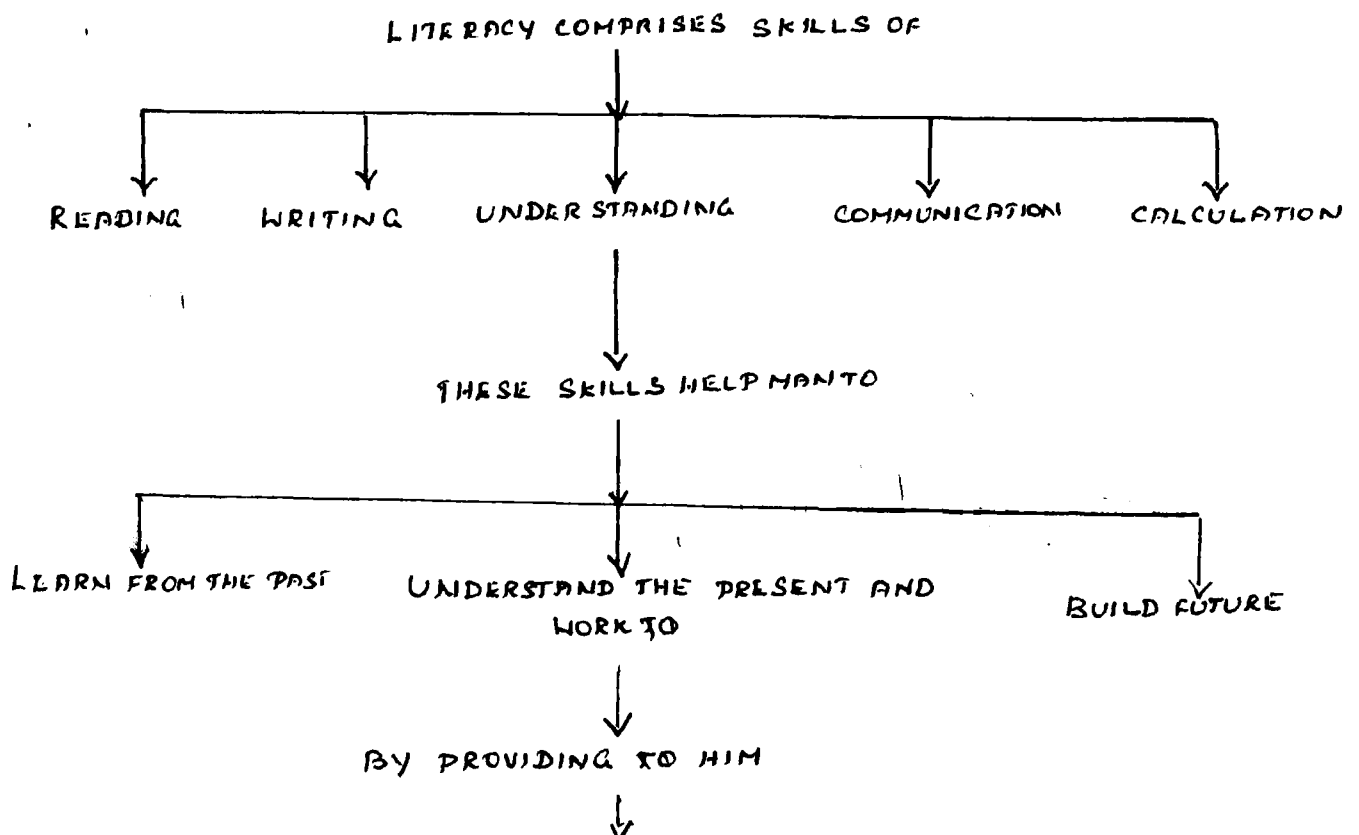 LITERACY COMPRISES SKILLS OF
READING WRITING UNDERSTANDING COMMUNICATION CALCULATION
THESE SKILLS HELP MAN TO
LEARN FROM THE PAST UNDERSTAND THE PRESENT AND BUILD FUTURE
WORK TO
BY PROVIDING TO HIM